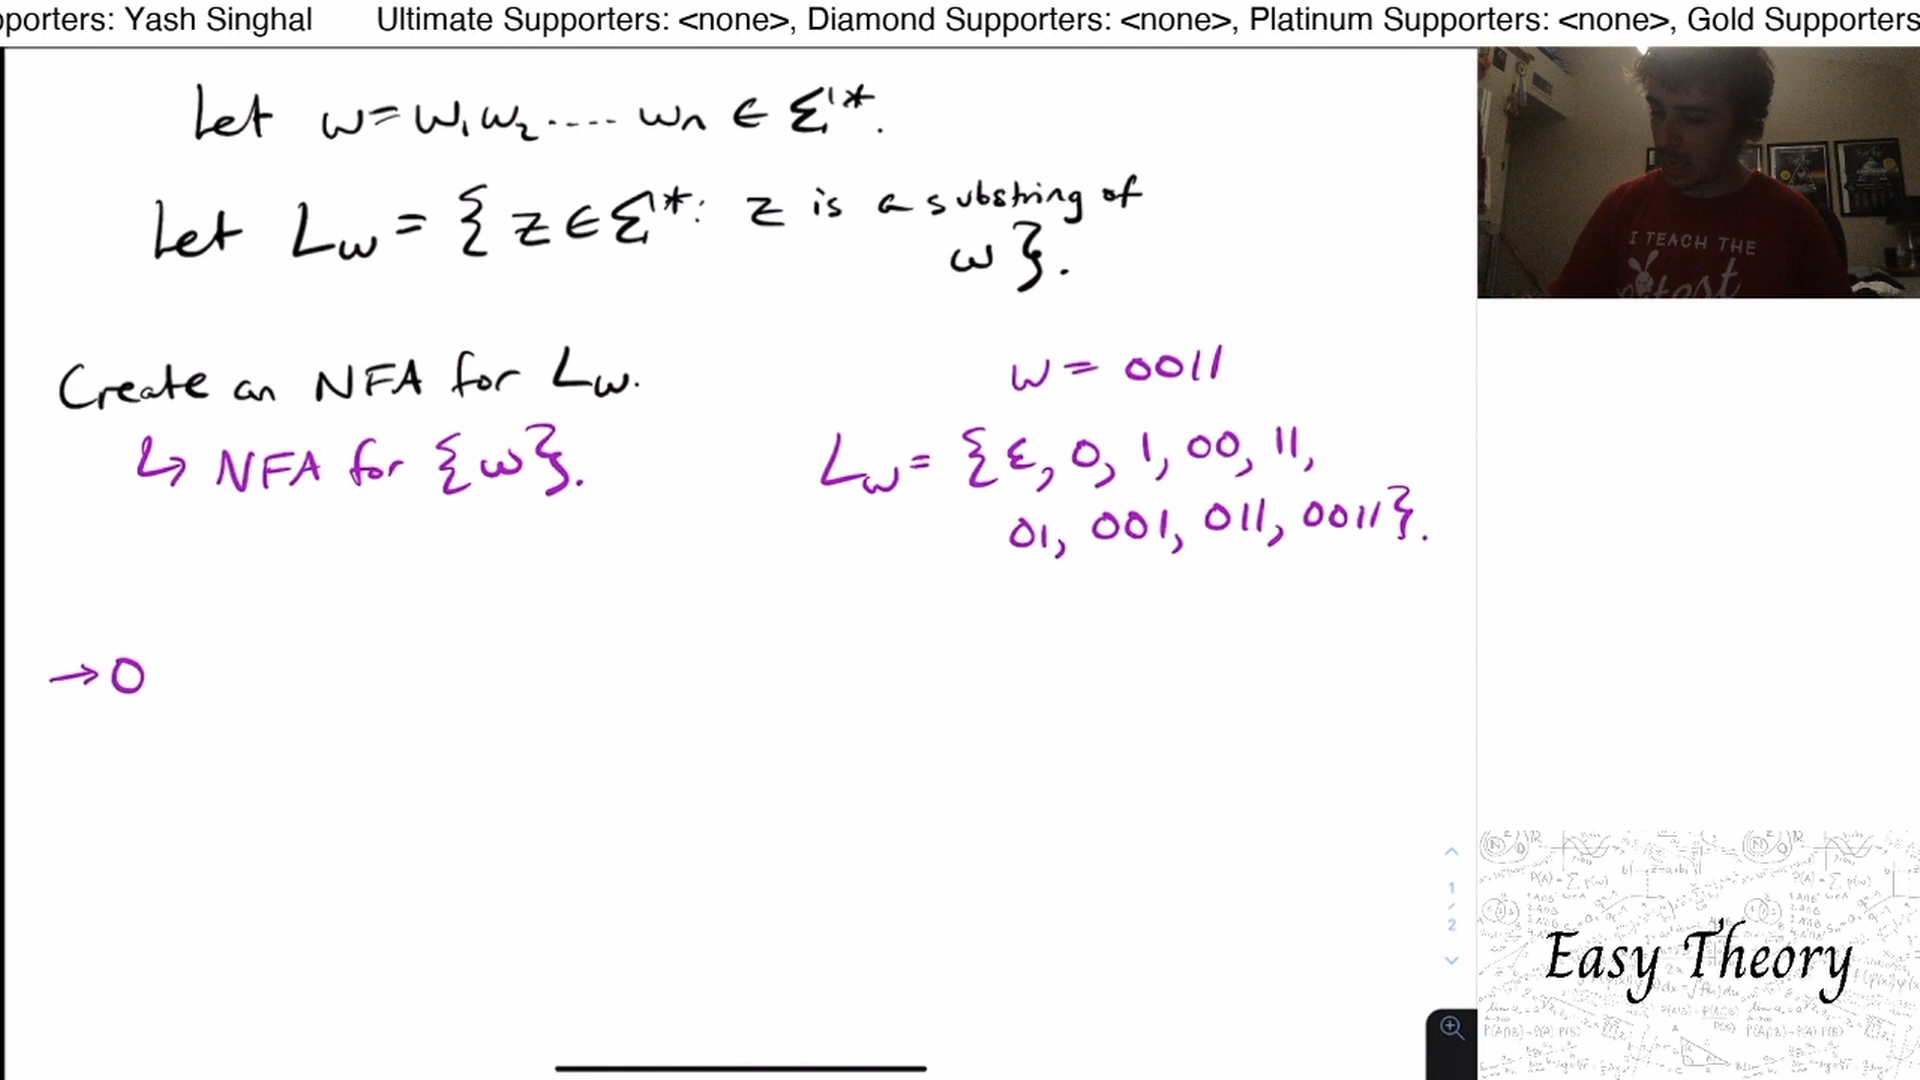 pporters: Yash Singhal Ultimate Supporters: <none>, Diamond Supporters: <none>, Platinum Supporters: <none>, Gold Supporters
Let w = w₁w₂ ---- wₙ ∈ Σ*.
Let L_w = { z ∈ Σ*: z is a substring of
w }.
I TEACH THE
Create an NFA for L_w.
↳ NFA for {w}.
w = 0011
L_w = {ε, 0, 1, 00, 11,
01, 001, 011, 0011}.
→ O
1
2
Easy Theory